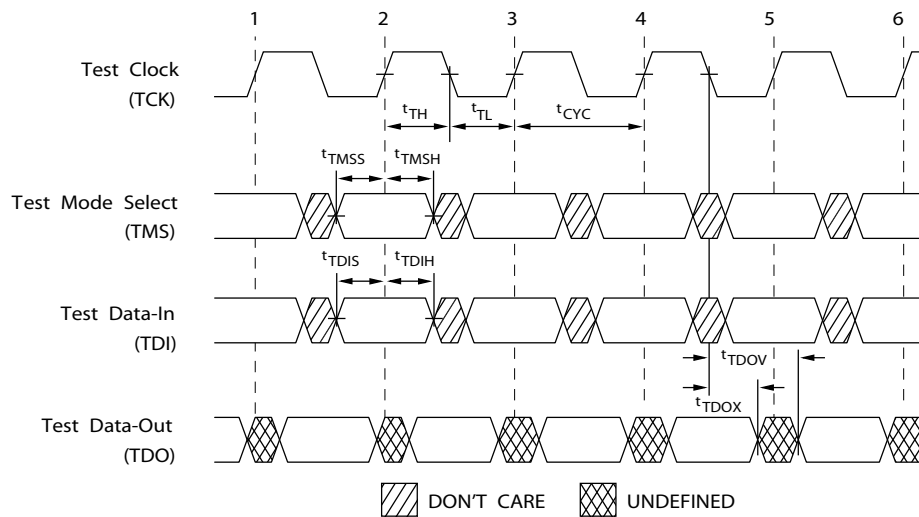 1 2 3 4 5 6
Test Clock
(TCK)
tTH tTL tCYC
tTMSS tTMSH
Test Mode Select
(TMS)
tTDIS tTDIH
Test Data-In
(TDI)
tTDOV
tTDOX
Test Data-Out
(TDO)
DON'T CARE UNDEFINED